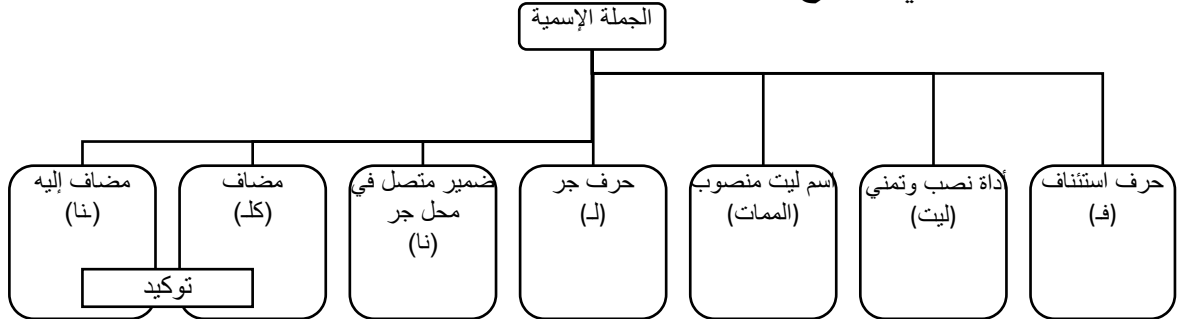 الجملة الإسمية
حرف استئناف
(فـ)
أداة نصب وتمني
(ليت)
اسم ليت منصوب
(الممات)
حرف جر
(لـ)
ضمير متصل في
محل جر
(نا)
مضاف
(كلـ)
مضاف إليه
(ـنا)
توكيد